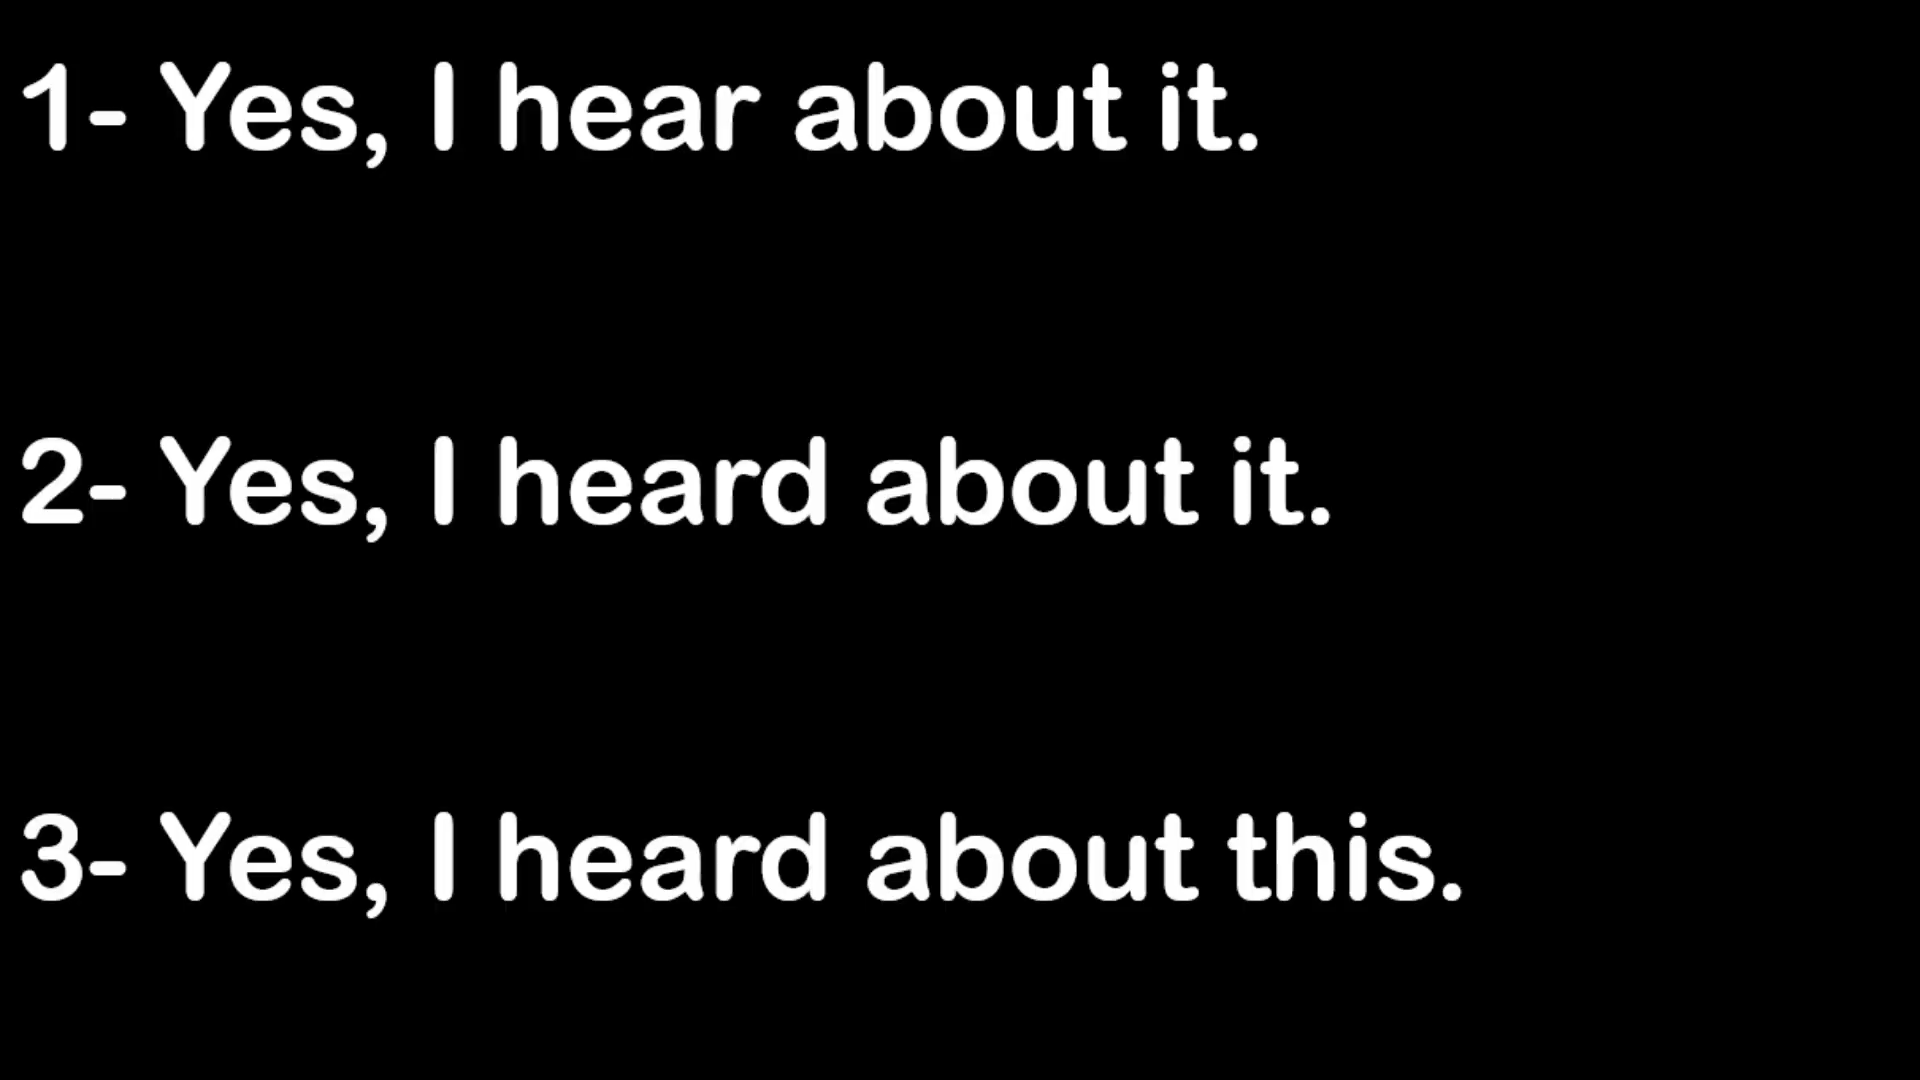 1- Yes, I hear about it.
2- Yes, I heard about it.
3- Yes, I heard about this.